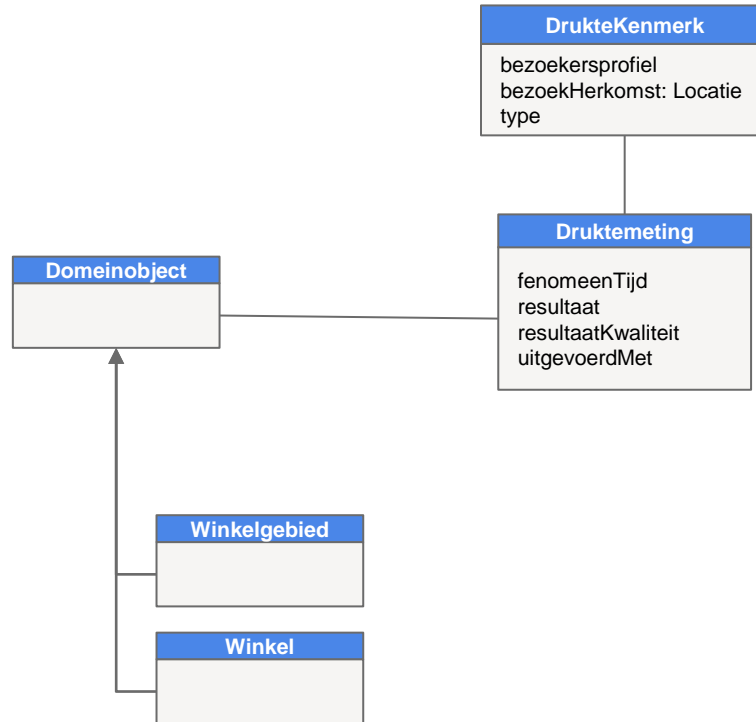 DrukteKenmerk
bezoekersprofiel
bezoekHerkomst: Locatie
type
Druktemeting
fenomeenTijd
resultaat
resultaatKwaliteit
uitgevoerdMet
Domeinobject
Winkelgebied
Winkel